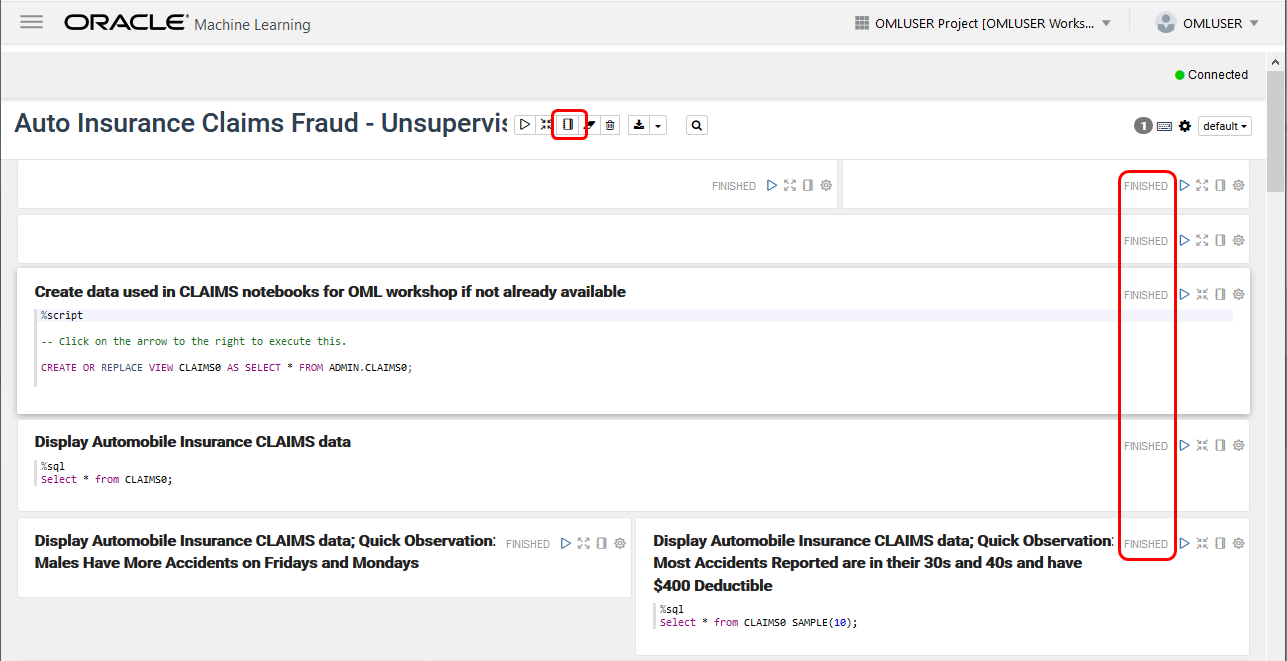 ORACLE Machine Learning
OMLUSER Project [OMLUSER Works...
OMLUSER
Connected
Auto Insurance Claims Fraud - Unsupervis
1
default
FINISHED
FINISHED
FINISHED
Create data used in CLAIMS notebooks for OML workshop if not already available
FINISHED
%script
-- Click on the arrow to the right to execute this.
CREATE OR REPLACE VIEW CLAIMS0 AS SELECT * FROM ADMIN.CLAIMS0;
Display Automobile Insurance CLAIMS data
FINISHED
%sql
Select * from CLAIMS0;
Display Automobile Insurance CLAIMS data; Quick Observation:
Males Have More Accidents on Fridays and Mondays
FINISHED
Display Automobile Insurance CLAIMS data; Quick Observation:
Most Accidents Reported are in their 30s and 40s and have
$400 Deductible
FINISHED
%sql
Select * from CLAIMS0 SAMPLE(10);